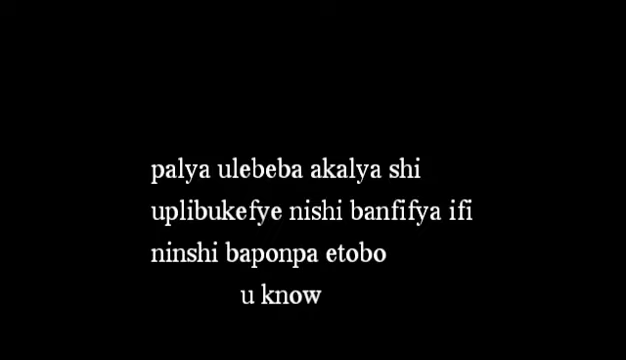 palya ulebeba akalya shi
uplibukefye nishi banfifya ifi
ninshi baponpa etobo
u know